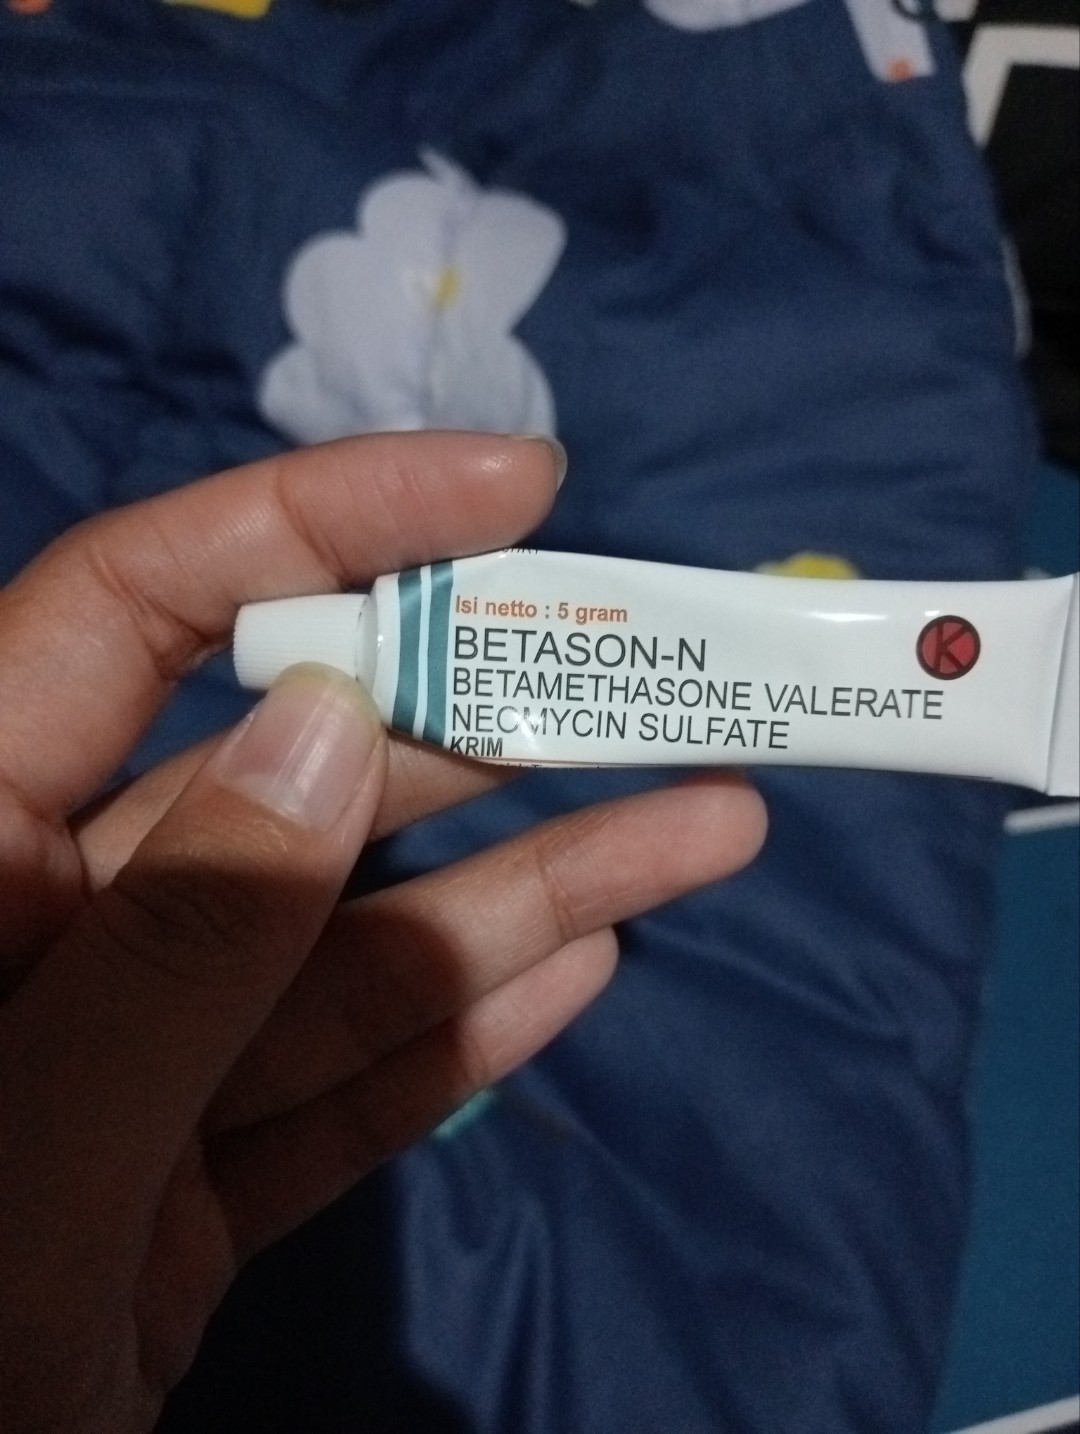 Isi netto : 5 gram
BETASON-N
BETAMETHASONE VALERATE
NEOMYCIN SULFATE
KRIM
K